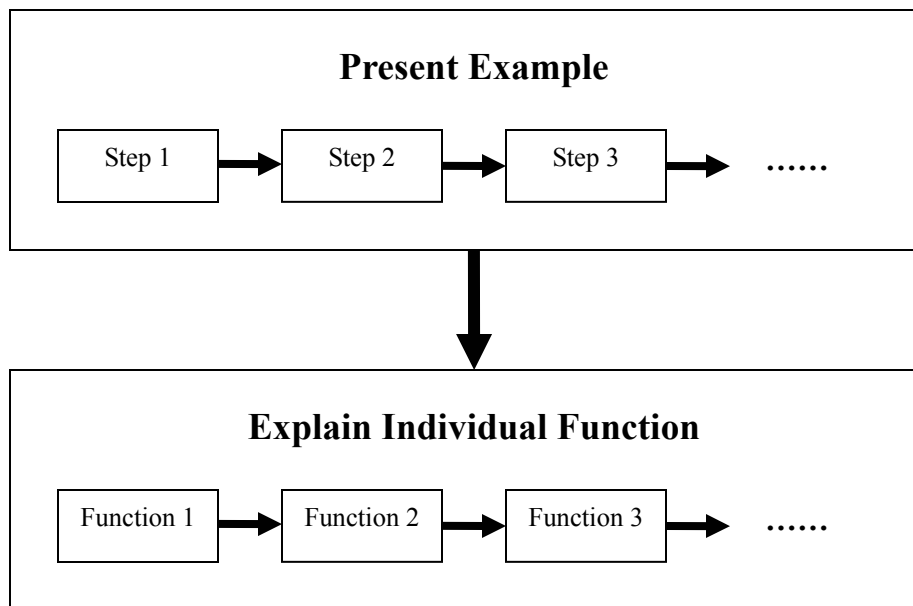 Present Example
Step 1 Step 2 Step 3 ......
Explain Individual Function
Function 1 Function 2 Function 3 ......